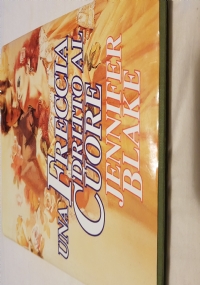 UNA FRECCIA
DRITTO AL
CUORE
JENNIFER
BLAKE